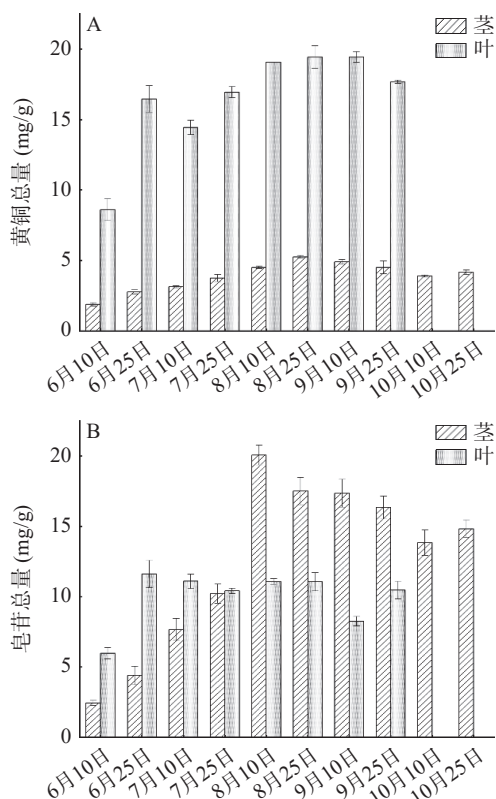 A
茎
叶
20
15
10
5
0
黄铜总量 (mg/g)
6月10日
6月25日
7月10日
7月25日
8月10日
8月25日
9月10日
9月25日
10月10日
10月25日
B
茎
叶
20
15
10
5
0
皂苷总量 (mg/g)
6月10日
6月25日
7月10日
7月25日
8月10日
8月25日
9月10日
9月25日
10月10日
10月25日